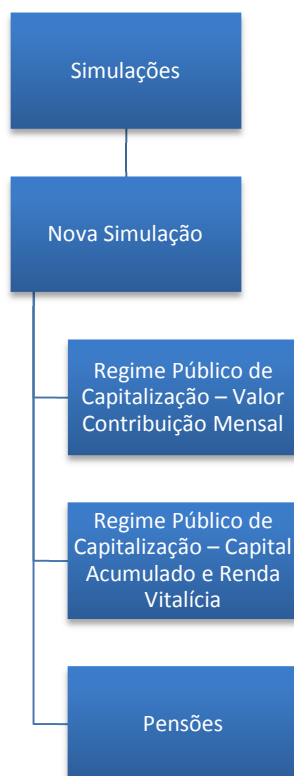 Simulações
Nova Simulação
Regime Público de
Capitalização – Valor
Contribuição Mensal
Regime Público de
Capitalização – Capital
Acumulado e Renda
Vitalícia
Pensões